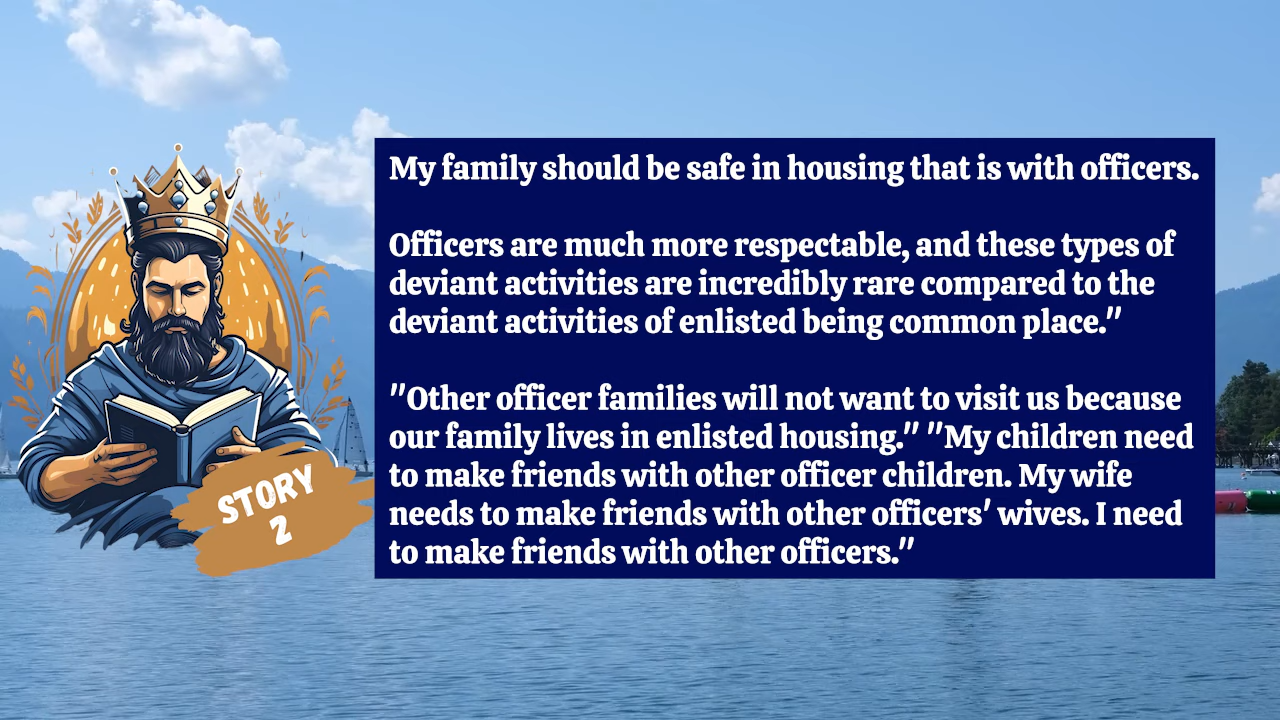 My family should be safe in housing that is with officers.
Officers are much more respectable, and these types of
deviant activities are incredibly rare compared to the
deviant activities of enlisted being common place."
"Other officer families will not want to visit us because
our family lives in enlisted housing." "My children need
to make friends with other officer children. My wife
needs to make friends with other officers' wives. I need
to make friends with other officers."
STORY
2